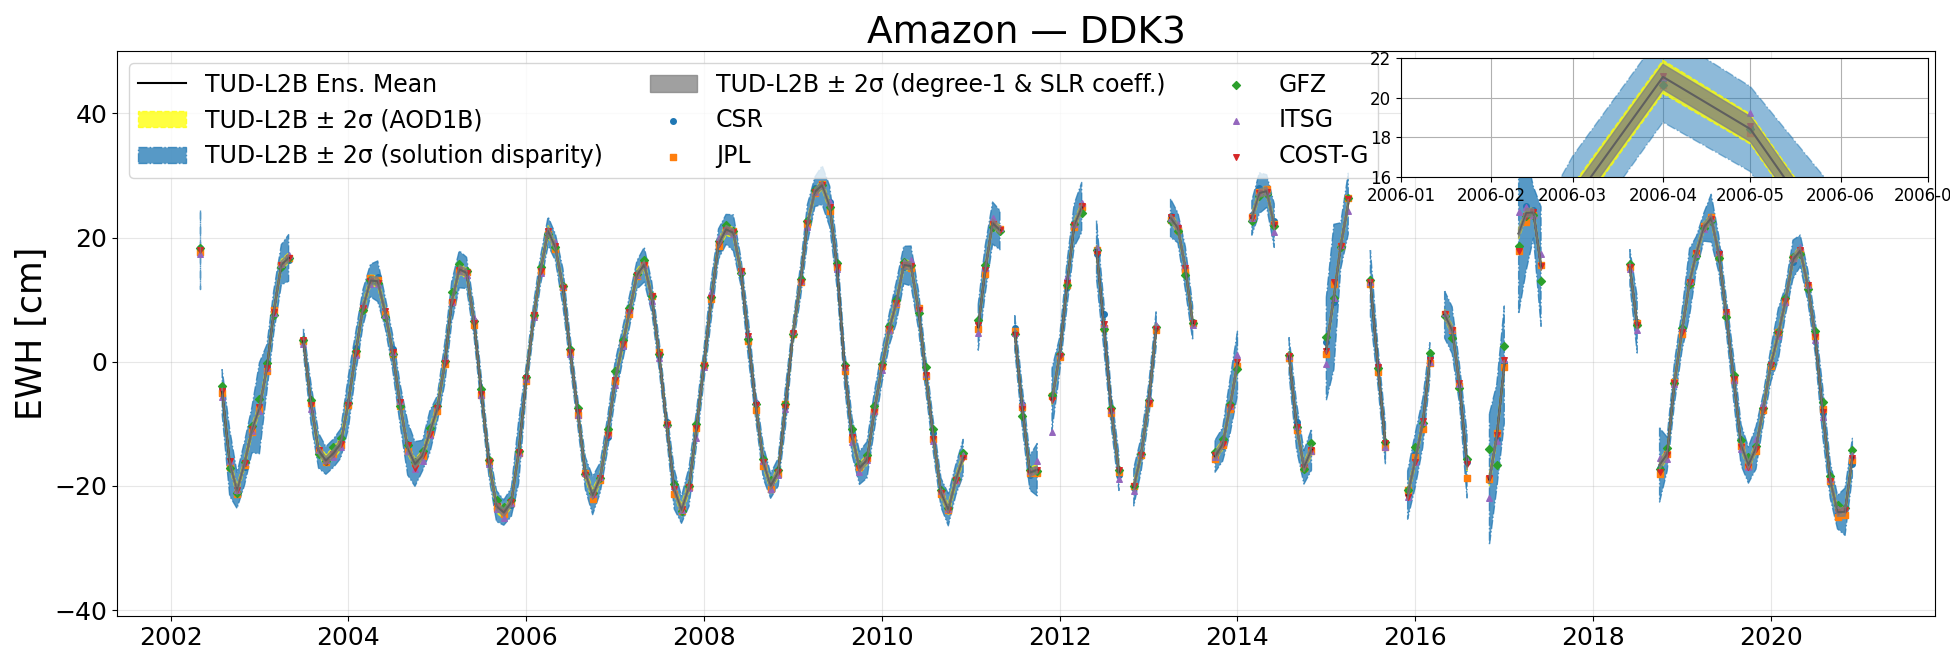 Amazon — DDK3
TUD-L2B Ens. Mean
TUD-L2B ± 2σ (AOD1B)
TUD-L2B ± 2σ (solution disparity)
TUD-L2B ± 2σ (degree-1 & SLR coeff.)
CSR
JPL
GFZ
ITSG
COST-G
22
20
18
16
2006-01 2006-02 2006-03 2006-04 2006-05 2006-06 2006-0
EWH [cm]
40
20
0
−20
−40
2002 2004 2006 2008 2010 2012 2014 2016 2018 2020